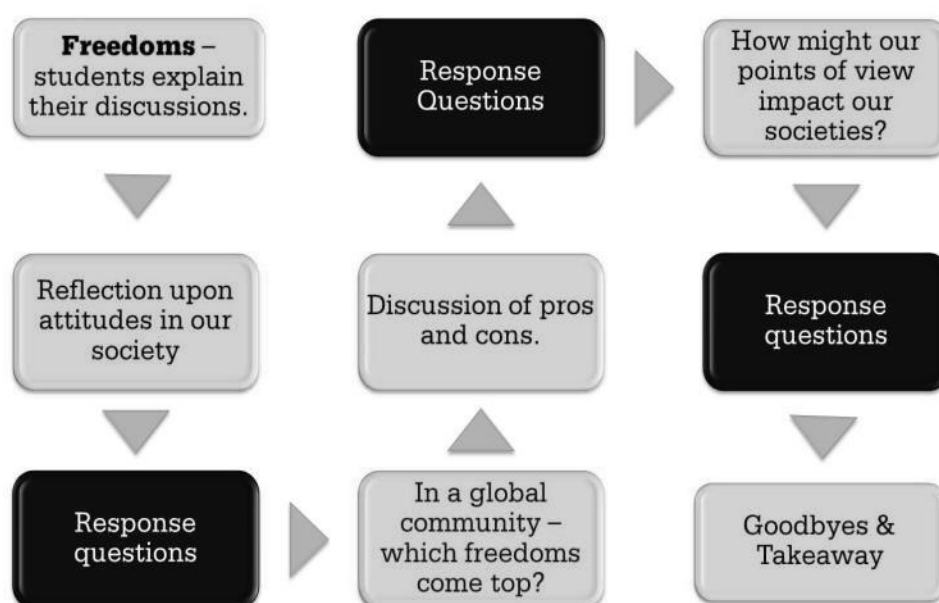 Freedoms –
students explain
their discussions.
Reflection upon
attitudes in our
society
Response
questions
In a global
community –
which freedoms
come top?
Discussion of pros
and cons.
Response
Questions
How might our
points of view
impact our
societies?
Response
questions
Goodbyes &
Takeaway